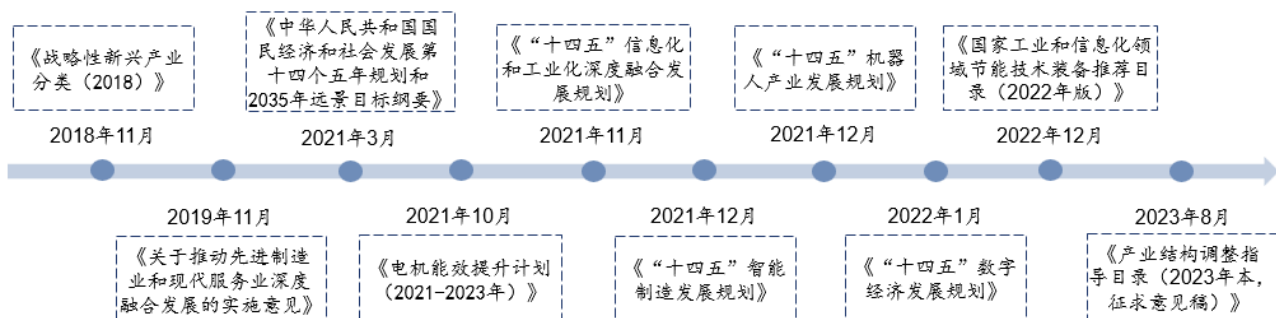 《战略性新兴产业
分类（2018）》
2018年11月
《中华人民共和国国
民经济和社会发展第
十四个五年规划和
2035年远景目标纲要》
2021年3月
《“十四五”信息化
和工业化深度融合发
展规划》
2021年11月
《“十四五”机器
人产业发展规划》
2021年12月
《国家工业和信息化领
域节能技术装备推荐目
录（2022年版）》
2022年12月
2019年11月
《关于推动先进制造
业和现代服务业深度
融合发展的实施意见》
2021年10月
《电机能效提升计划
（2021-2023年）》
2021年12月
《“十四五”智能
制造发展规划》
2022年1月
《“十四五”数字
经济发展规划》
2023年8月
《产业结构调整指
导目录（2023年本，
征求意见稿）》